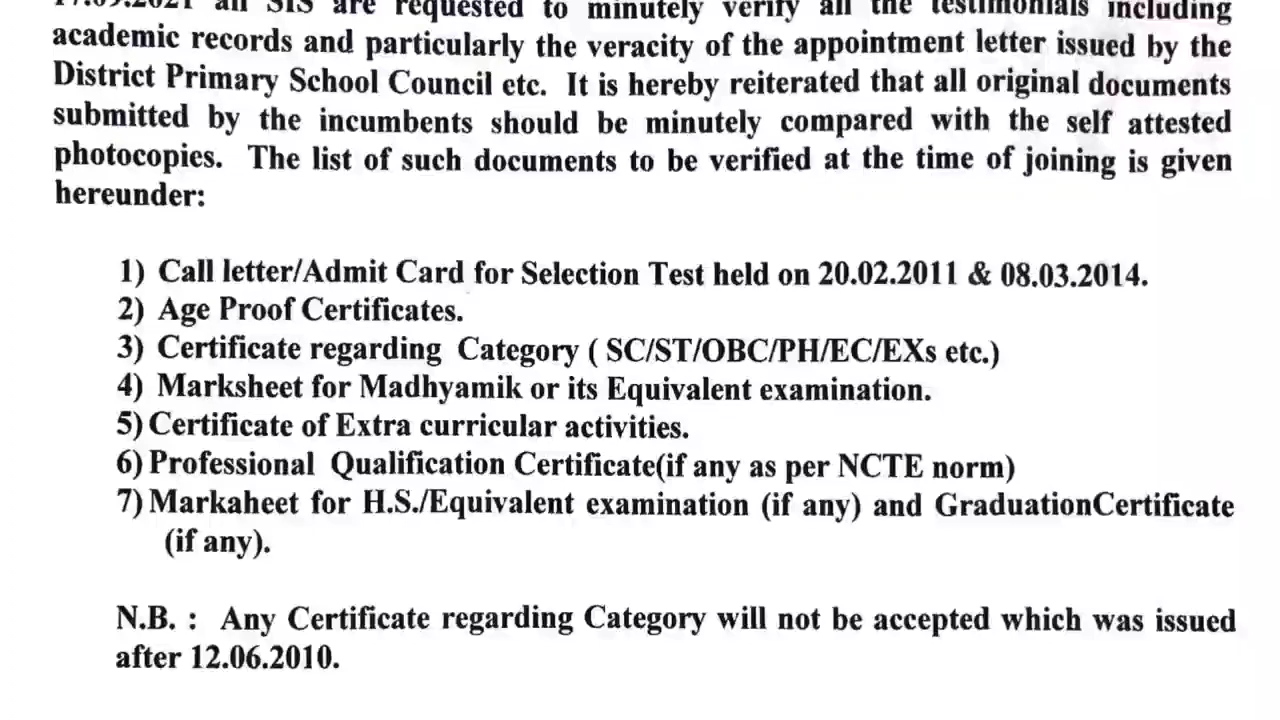 17.09.2021 all SIS are requested to minutely verify all the testimonials including
academic records and particularly the veracity of the appointment letter issued by the
District Primary School Council etc. It is hereby reiterated that all original documents
submitted by the incumbents should be minutely compared with the self attested
photocopies. The list of such documents to be verified at the time of joining is given
hereunder:
1) Call letter/Admit Card for Selection Test held on 20.02.2011 & 08.03.2014.
2) Age Proof Certificates.
3) Certificate regarding Category ( SC/ST/OBC/PH/EC/EXs etc.)
4) Marksheet for Madhyamik or its Equivalent examination.
5) Certificate of Extra curricular activities.
6) Professional Qualification Certificate(if any as per NCTE norm)
7) Markaheet for H.S./Equivalent examination (if any) and GraduationCertificate
(if any).
N.B. : Any Certificate regarding Category will not be accepted which was issued
after 12.06.2010.